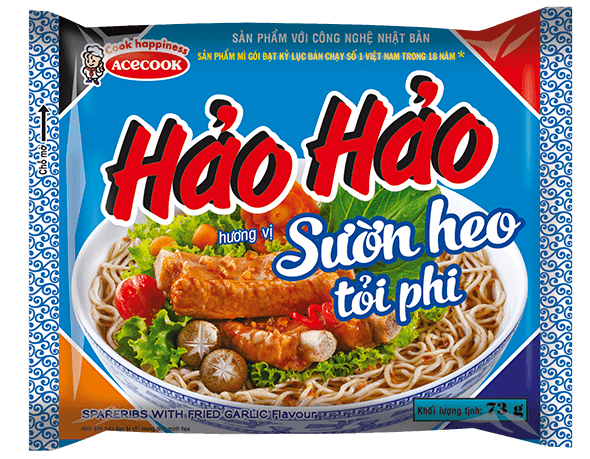 SẢN PHẨM VỚI CÔNG NGHỆ NHẬT BẢN
Cook happiness
SẢN PHẨM MÌ GÓI ĐẠT KỶ LỤC BÁN CHẠY SỐ 1 VIỆT NAM TRONG 18 NĂM *
ACECOOK
Chỗ mở
Hảo Hảo
hương vị
Sườn heo
tỏi phi
SPARERIBS WITH FRIED GARLIC Flavour
Khối lượng tịnh: 73 g